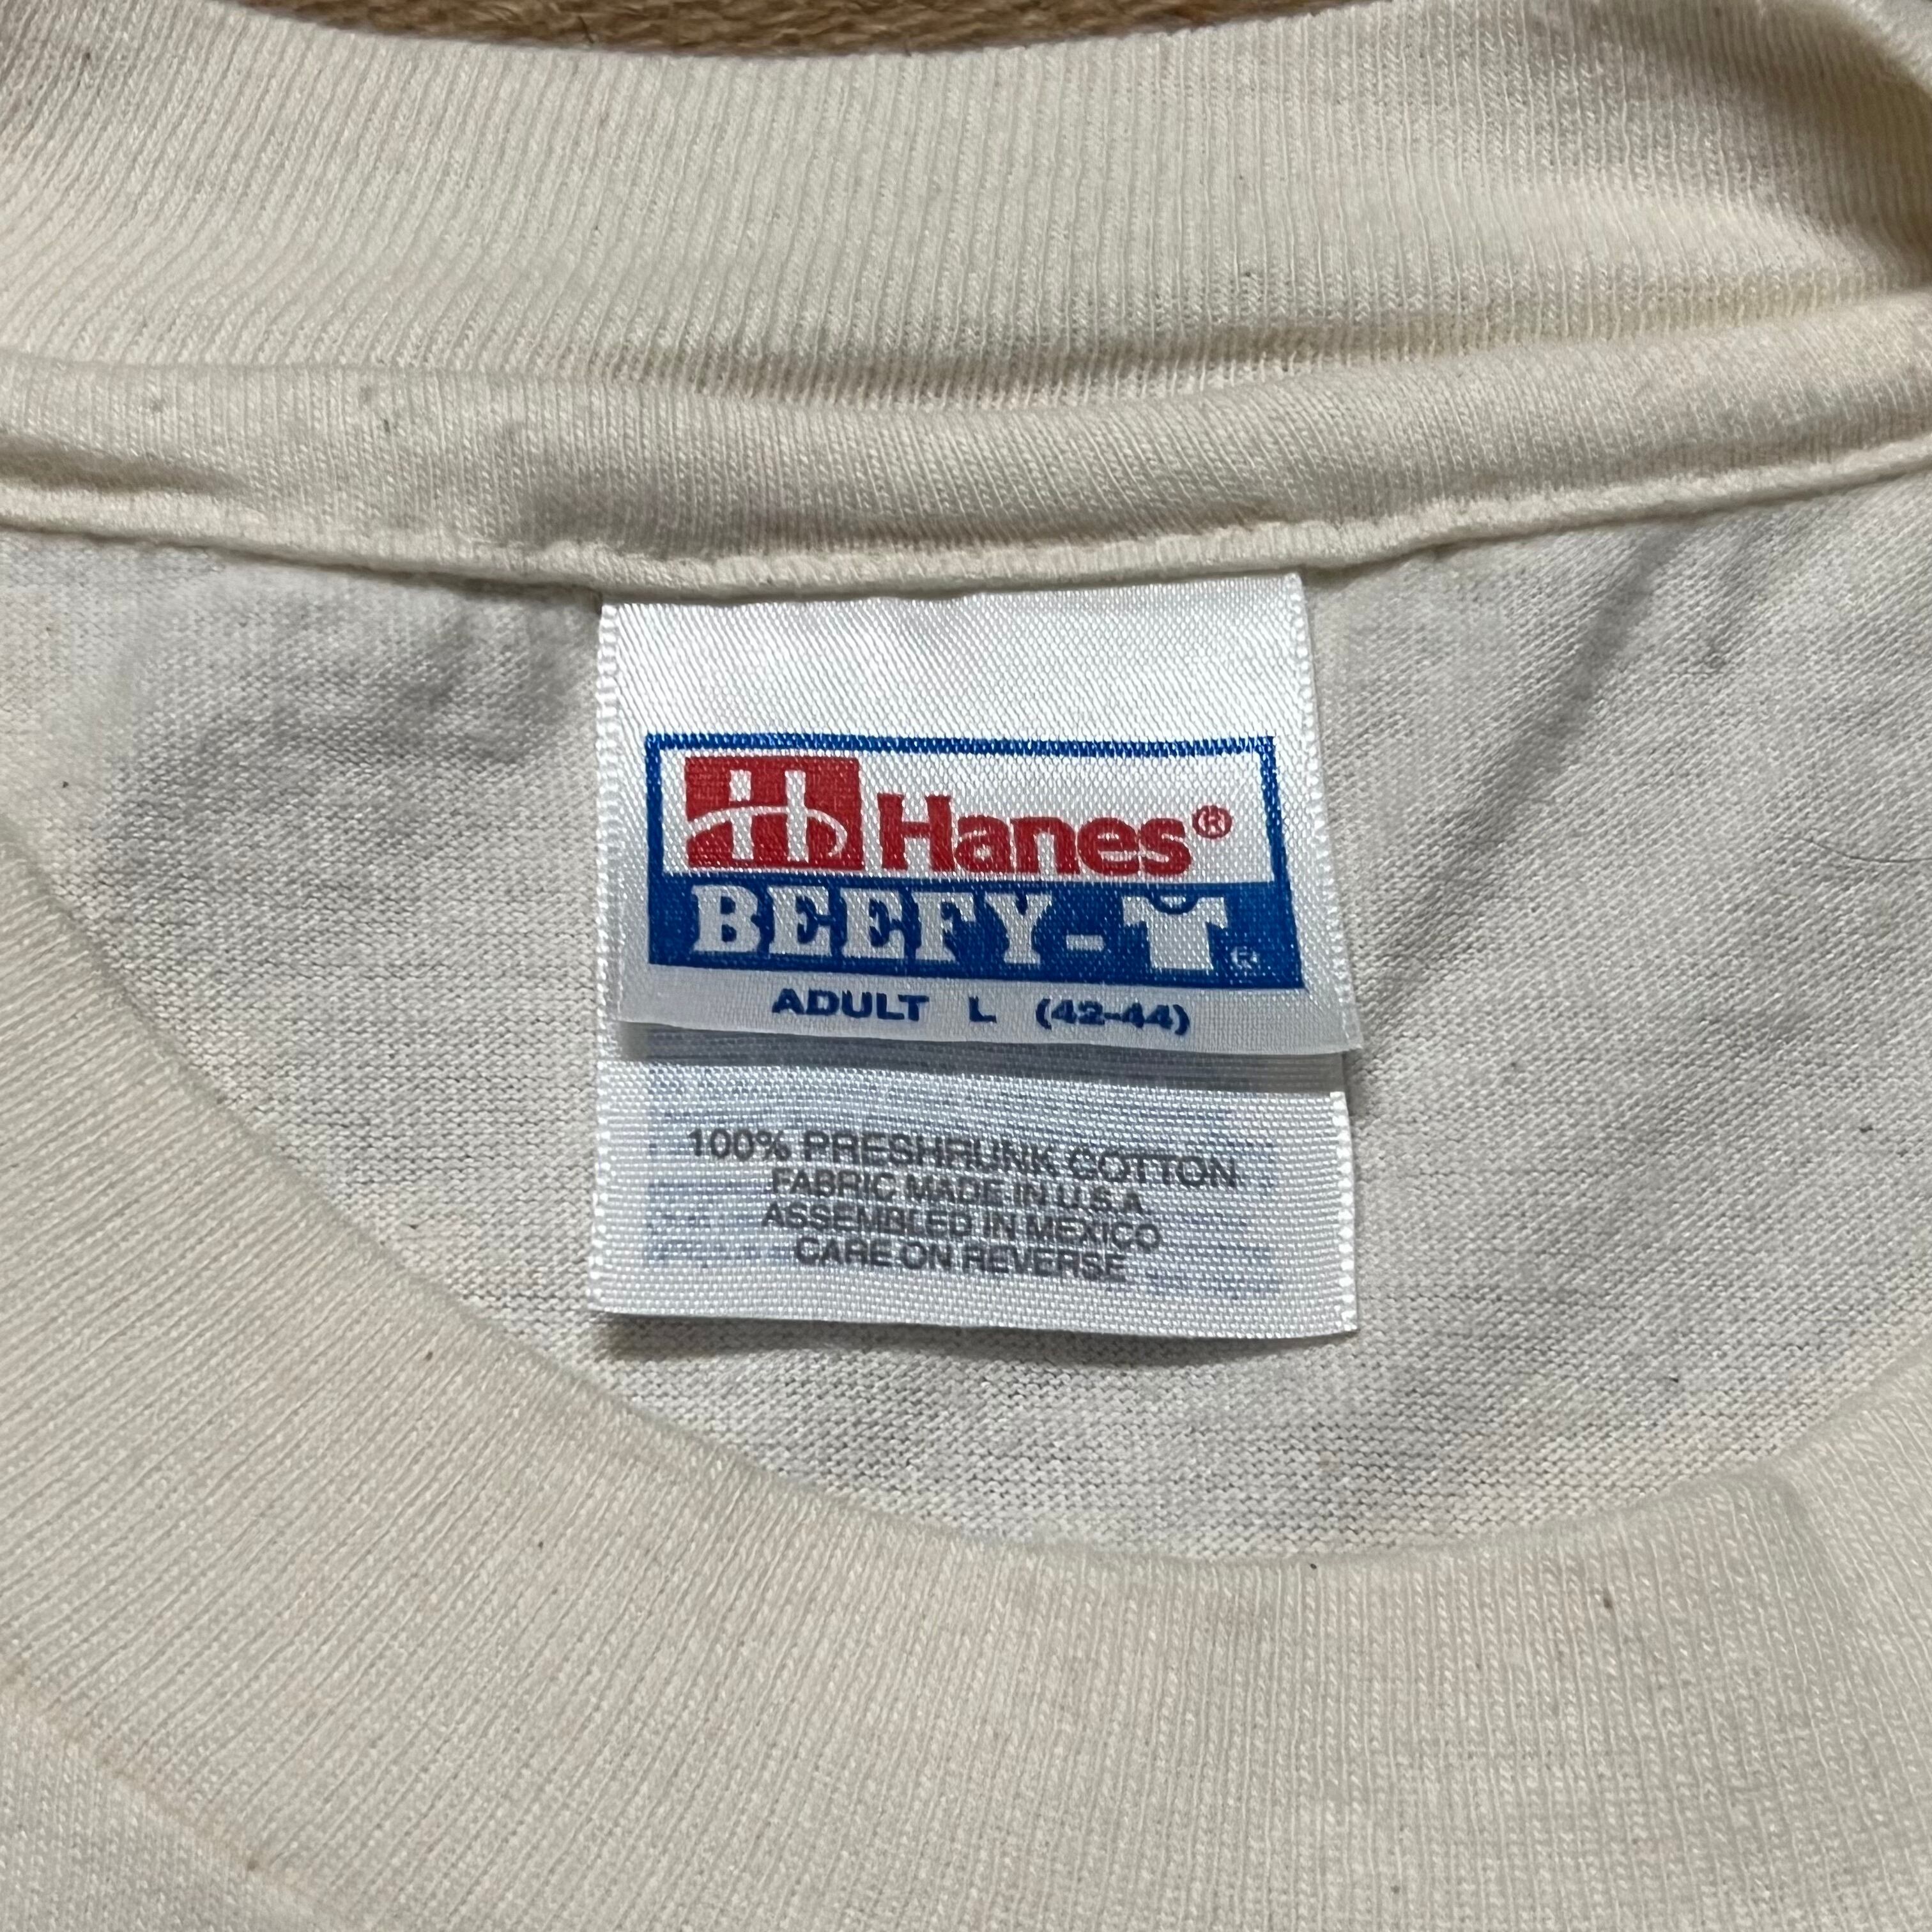 Hanes®
BEEFY-T®
ADULT L (42-44)
100% PRESHRUNK COTTON
FABRIC MADE IN U.S.A
ASSEMBLED IN MEXICO
CARE ON REVERSE